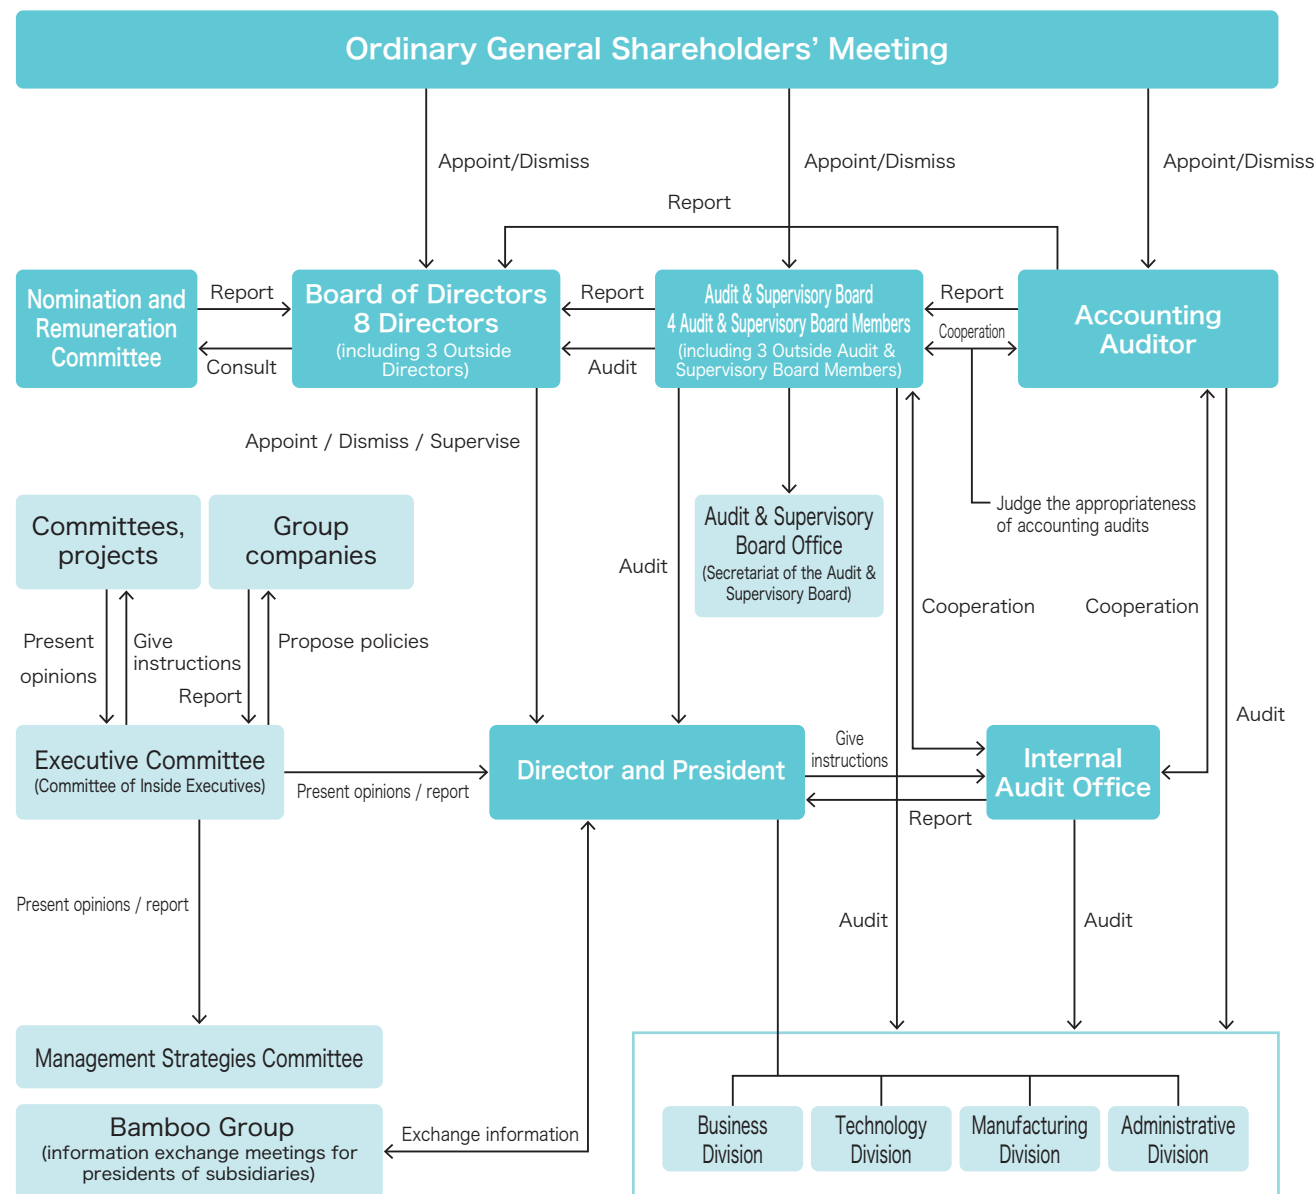 Ordinary General Shareholders’ Meeting
Appoint/Dismiss
Appoint/Dismiss
Appoint/Dismiss
Report
Nomination and
Remuneration
Committee
Report
Consult
Board of Directors
8 Directors
(including 3 Outside
Directors)
Report
Audit
Audit & Supervisory Board
4 Audit & Supervisory Board Members
(including 3 Outside Audit &
Supervisory Board Members)
Report
Cooperation
Accounting
Auditor
Appoint / Dismiss / Supervise
Judge the appropriateness
of accounting audits
Committees,
projects
Group
companies
Audit & Supervisory
Board Office
(Secretariat of the Audit &
Supervisory Board)
Audit
Cooperation
Cooperation
Present
opinions
Give
instructions
Report
Propose policies
Audit
Executive Committee
(Committee of Inside Executives)
Present opinions / report
Director and President
Give
instructions
Report
Internal
Audit Office
Present opinions / report
Audit
Audit
Management Strategies Committee
Bamboo Group
(information exchange meetings for
presidents of subsidiaries)
Exchange information
Business
Division
Technology
Division
Manufacturing
Division
Administrative
Division